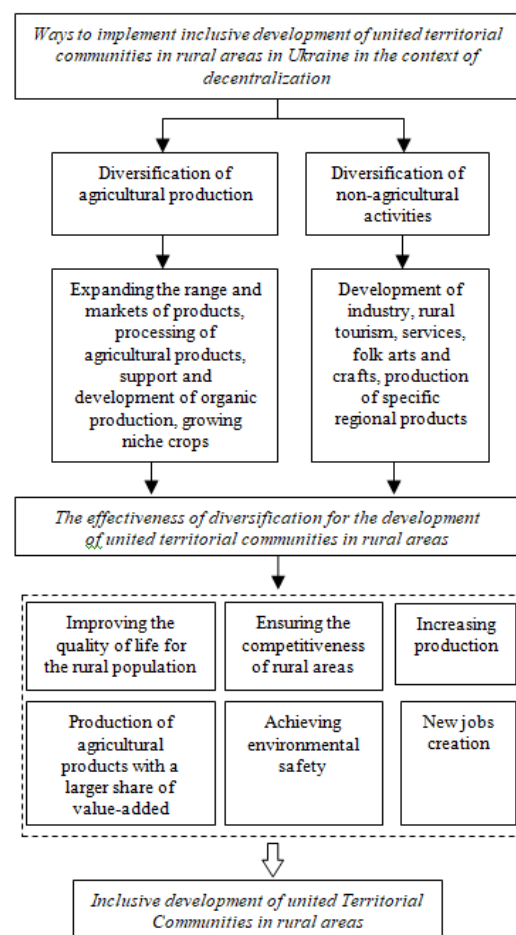 Ways to implement inclusive development of united territorial
communities in rural areas in Ukraine in the context of
decentralization
Diversification of
agricultural production
Diversification of
non-agricultural
activities
Expanding the range and
markets of products,
processing of
agricultural products,
support and
development of organic
production, growing
niche crops
Development of
industry, rural
tourism, services,
folk arts and
crafts, production
of specific
regional products
The effectiveness of diversification for the development
of united territorial communities in rural areas
Improving the
quality of life for
the rural population
Ensuring the
competitiveness
of rural areas
Increasing
production
Production of
agricultural
products with a
larger share of
value-added
Achieving
environmental
safety
New jobs
creation
Inclusive development of united Territorial
Communities in rural areas